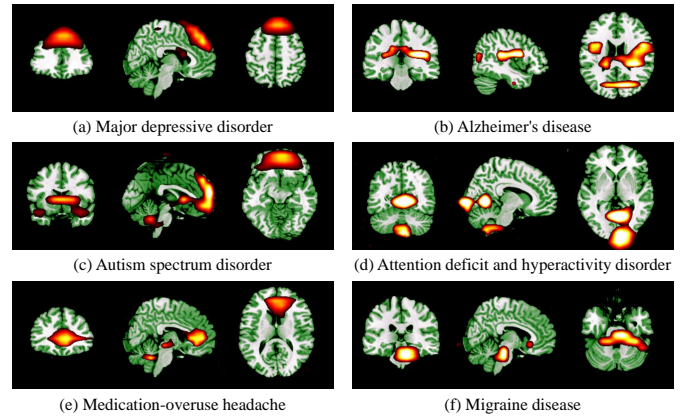 (a) Major depressive disorder
(b) Alzheimer's disease
(c) Autism spectrum disorder
(d) Attention deficit and hyperactivity disorder
(e) Medication-overuse headache
(f) Migraine disease